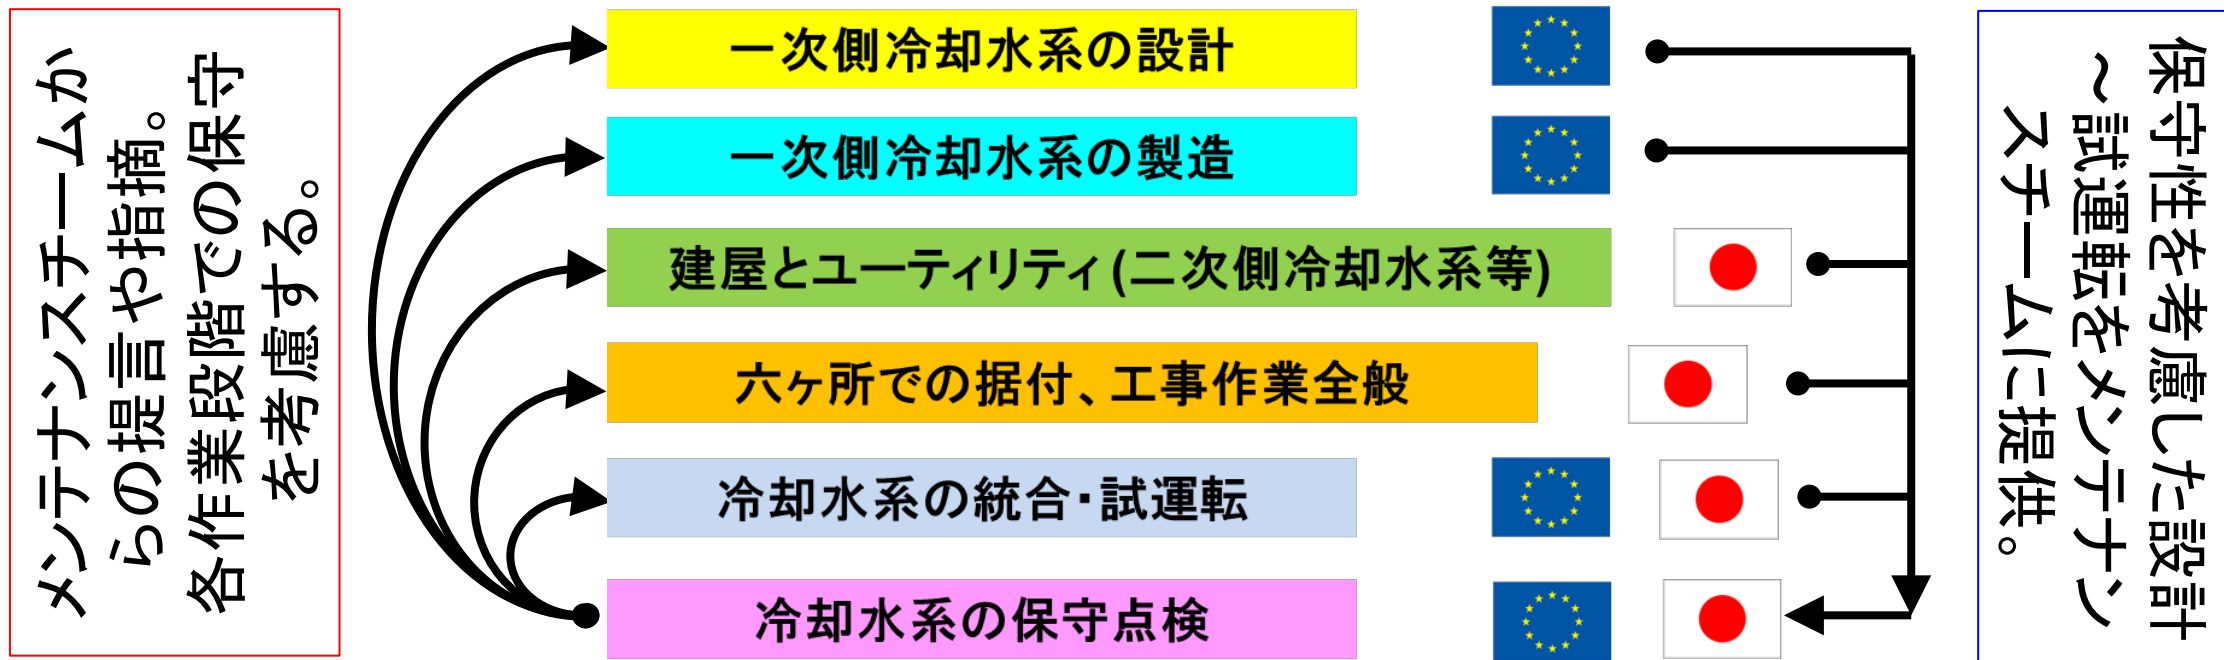 メンテナンスチームか
らの提言や指摘。
各作業段階での保守
を考慮する。
一次側冷却水系の設計
一次側冷却水系の製造
建屋とユーティリティ(二次側冷却水系等)
六ヶ所での据付、工事作業全般
冷却水系の統合・試運転
冷却水系の保守点検
保守性を考慮した設計
～試運転をメンテナン
スチームに提供。